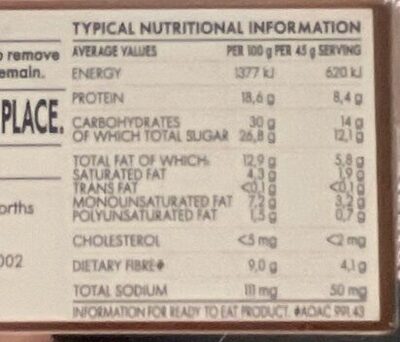 TYPICAL NUTRITIONAL INFORMATION
o remove
emain.
PLACE.
orths
002
AVERAGE VALUES PER 100 g PER 45 g SERVING
ENERGY 1377 kJ 620 kJ
PROTEIN 18,6 g 8,4 g
CARBOHYDRATES 30 g 14 g
OF WHICH TOTAL SUGAR 26,8 g 12,1 g
TOTAL FAT OF WHICH: 12,9 g 5,8 g
SATURATED FAT 4,3 g 1,9 g
TRANS FAT <0,1 g <0,1 g
MONOUNSATURATED FAT 7,2 g 3,2 g
POLYUNSATURATED FAT 1,5 g 0,7 g
CHOLESTEROL <5 mg <2 mg
DIETARY FIBRE# 9,0 g 4,1 g
TOTAL SODIUM 111 mg 50 mg
INFORMATION FOR READY TO EAT PRODUCT. #AOAC 991.43